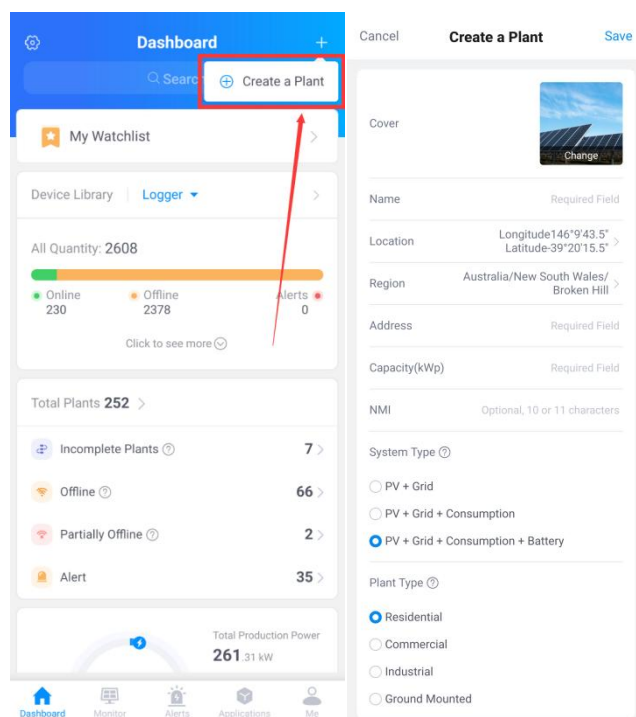 Dashboard
Search
Create a Plant
My Watchlist
Device Library Logger
All Quantity: 2608
Online Offline Alerts
230 2378 0
Click to see more
Total Plants 252
Incomplete Plants 7
Offline 66
Partially Offline 2
Alert 35
Total Production Power
261.31 kW
Dashboard Monitor Alerts Applications Me
Cancel Create a Plant Save
Cover
Change
Name Required Field
Location Longitude146°9'43.5"
Latitude-39°20'15.5"
Region Australia/New South Wales/
Broken Hill
Address Required Field
Capacity(kWp) Required Field
NMI Optional, 10 or 11 characters
System Type
PV + Grid
PV + Grid + Consumption
PV + Grid + Consumption + Battery
Plant Type
Residential
Commercial
Industrial
Ground Mounted